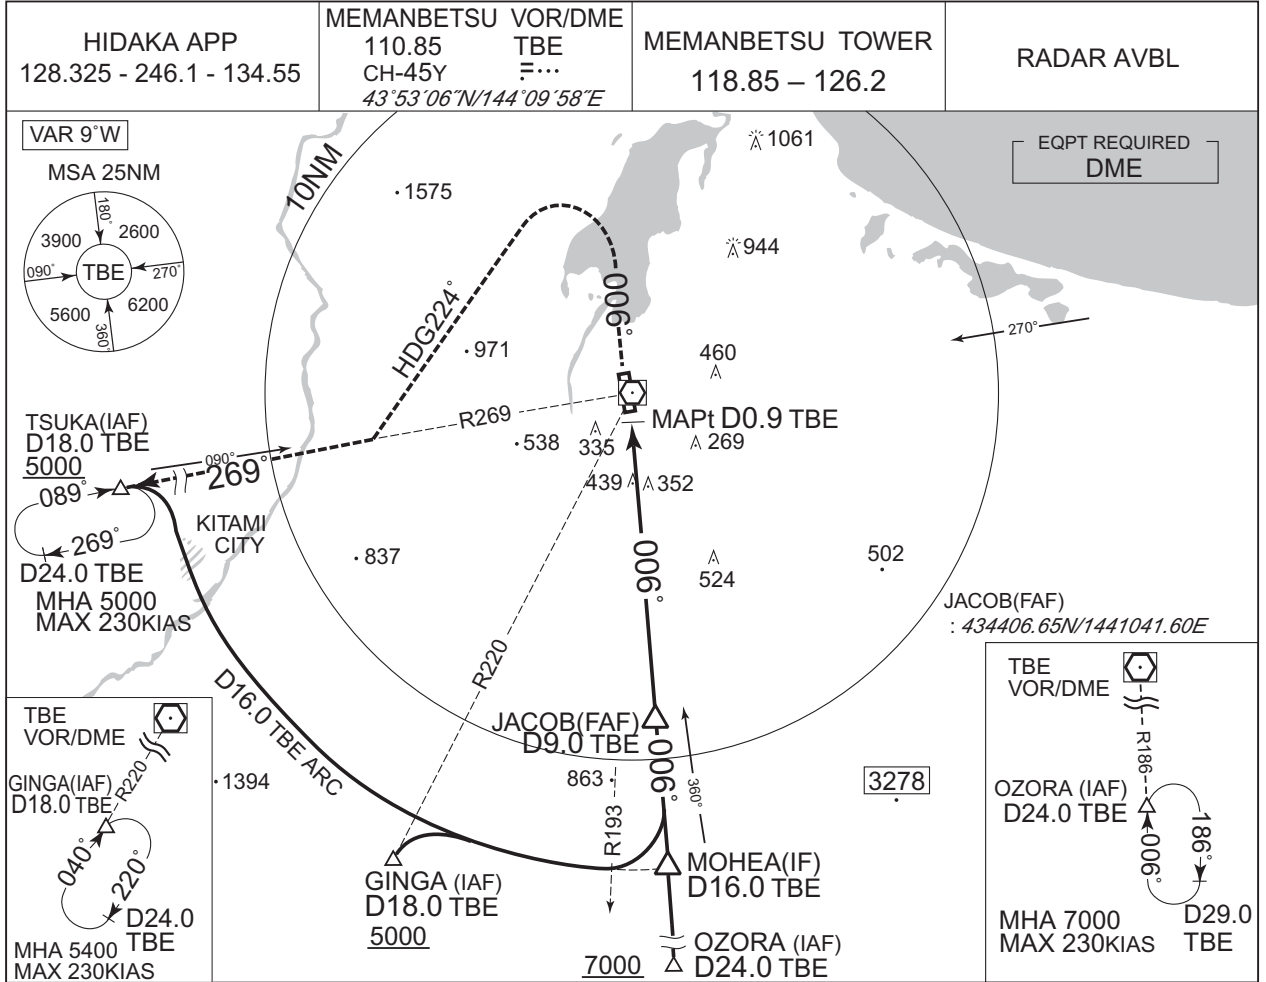 HIDAKA APP
128.325 - 246.1 - 134.55
MEMANBETSU VOR/DME
110.85 TBE
CH-45Y
43°53′06″N/144°09′58″E
MEMANBETSU TOWER
118.85 – 126.2
RADAR AVBL
VAR 9°W
MSA 25NM
180°
3900
2600
090°
TBE
270°
5600
6200
360°
10NM
1575
1061
EQPT REQUIRED
DME
944
HDG224°
006°
270°
971
460
R269
MAPt D0.9 TBE
TSUKA(IAF)
D18.0 TBE
5000
538
335
269
090°
269°
089°
439
352
KITAMI
CITY
269°
D24.0 TBE
MHA 5000
MAX 230KIAS
837
006°
524
502
JACOB(FAF)
: 434406.65N/1441041.60E
R220
D16.0 TBE ARC
JACOB(FAF)
D9.0 TBE
TBE
VOR/DME
R186
OZORA (IAF)
D24.0 TBE
006°
186°
MHA 7000
MAX 230KIAS
D29.0
TBE
TBE
VOR/DME
R220
GINGA(IAF)
D18.0 TBE
040°
220°
D24.0
TBE
MHA 5400
MAX 230KIAS
1394
863
006°
360°
3278
R193
MOHEA(IF)
D16.0 TBE
GINGA (IAF)
D18.0 TBE
5000
OZORA (IAF)
7000
D24.0 TBE